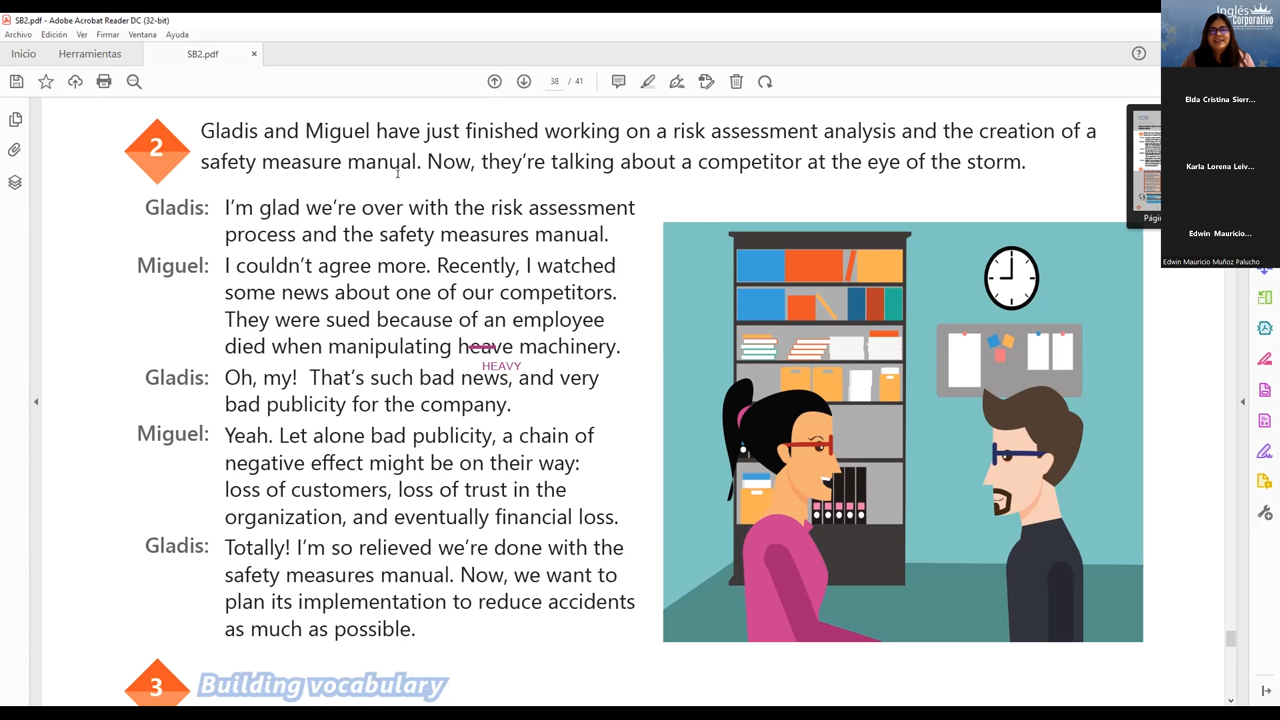 SB2.pdf - Adobe Acrobat Reader DC (32-bit)
Archivo Edición Ver Firmar Ventana Ayuda
Inicio Herramientas SB2.pdf ×
38 / 41
2
Gladis and Miguel have just finished working on a risk assessment analysis and the creation of a
safety measure manual. Now, they're talking about a competitor at the eye of the storm.
Gladis: I'm glad we're over with the risk assessment
process and the safety measures manual.
Miguel: I couldn't agree more. Recently, I watched
some news about one of our competitors.
They were sued because of an employee
died when manipulating heave machinery.
HEAVY
Gladis: Oh, my! That's such bad news, and very
bad publicity for the company.
Miguel: Yeah. Let alone bad publicity, a chain of
negative effect might be on their way:
loss of customers, loss of trust in the
organization, and eventually financial loss.
Gladis: Totally! I'm so relieved we're done with the
safety measures manual. Now, we want to
plan its implementation to reduce accidents
as much as possible.
3
Building vocabulary
Inglés
Corporativo
Elda Cristina Sierr...
Karla Lorena Leiv...
Págin
Edwin Mauricio...
Edwin Mauricio Muñoz Palucho